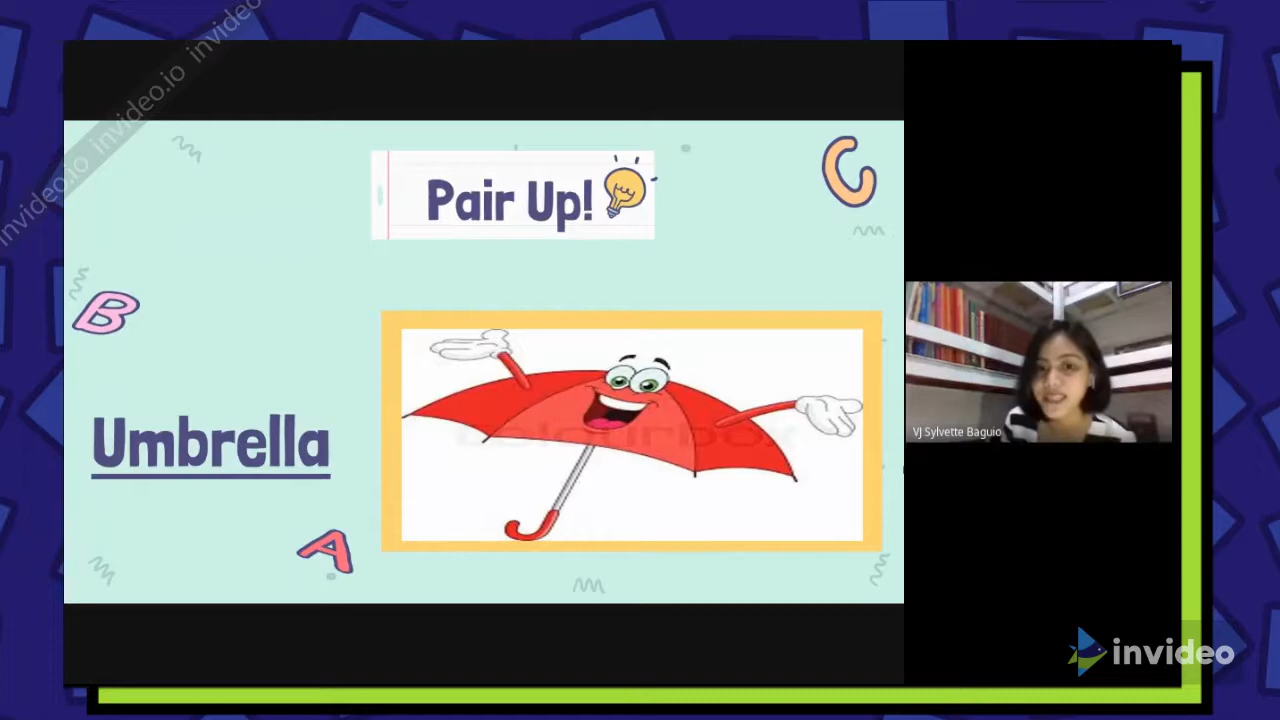 invideo.io invideo.io invideo
Pair Up!
C
B
Umbrella
A
VJ Sylvette Baguio
invideo